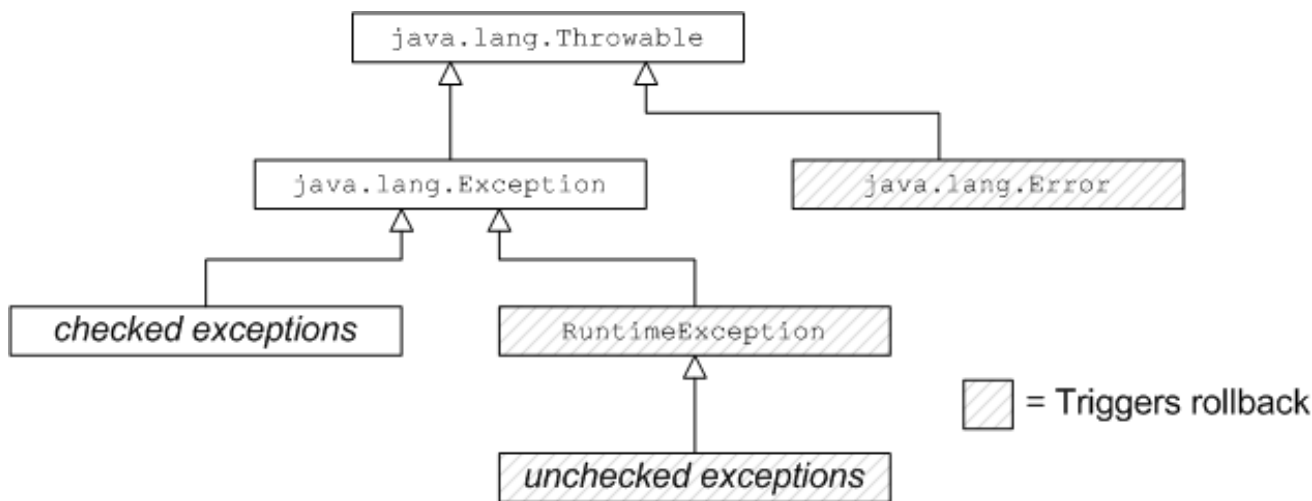 java.lang.Throwable
java.lang.Exception
java.lang.Error
checked exceptions
RuntimeException
= Triggers rollback
unchecked exceptions